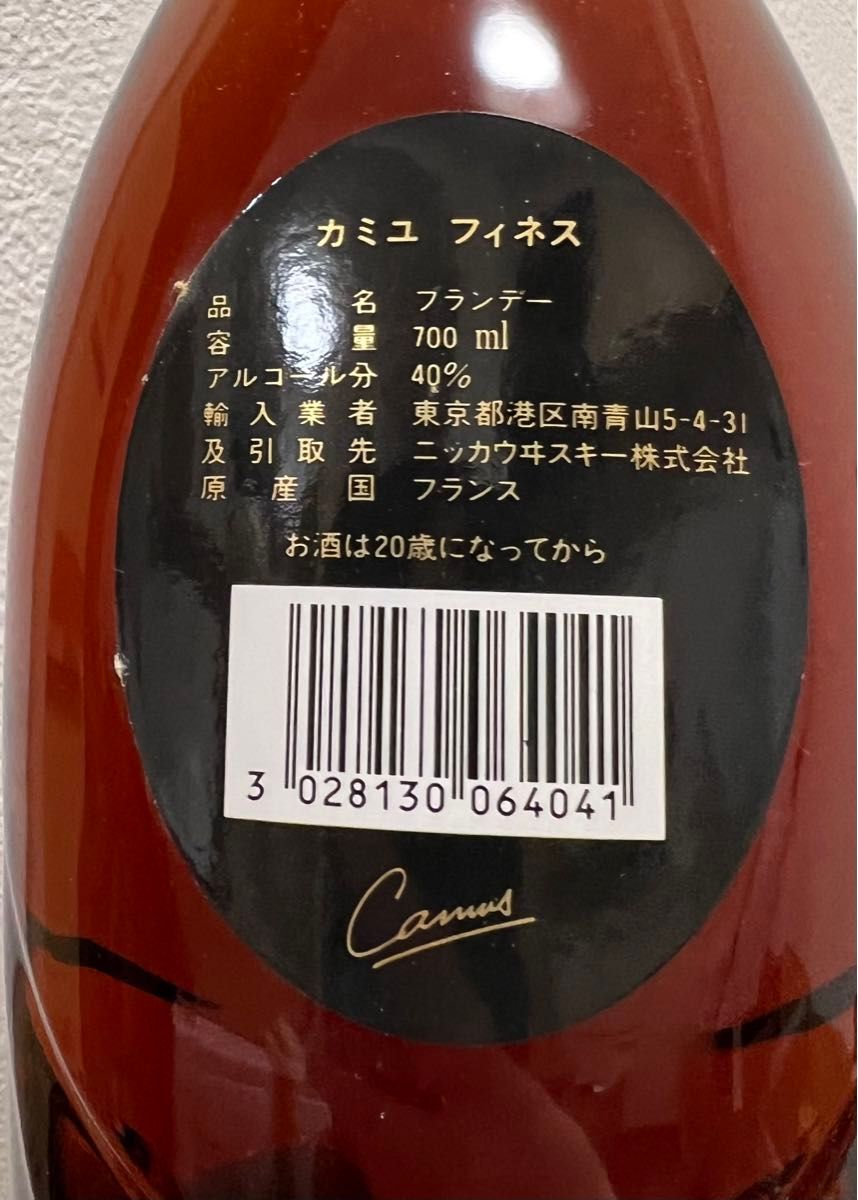 カミユ フィネス
品名 ブランデー
容量 700 ml
アルコール分 40%
輸入業者 東京都港区南青山5-4-31
及引取先 ニッカウヰスキー株式会社
原産国 フランス
お酒は20歳になってから
3 028130 064041
Camus